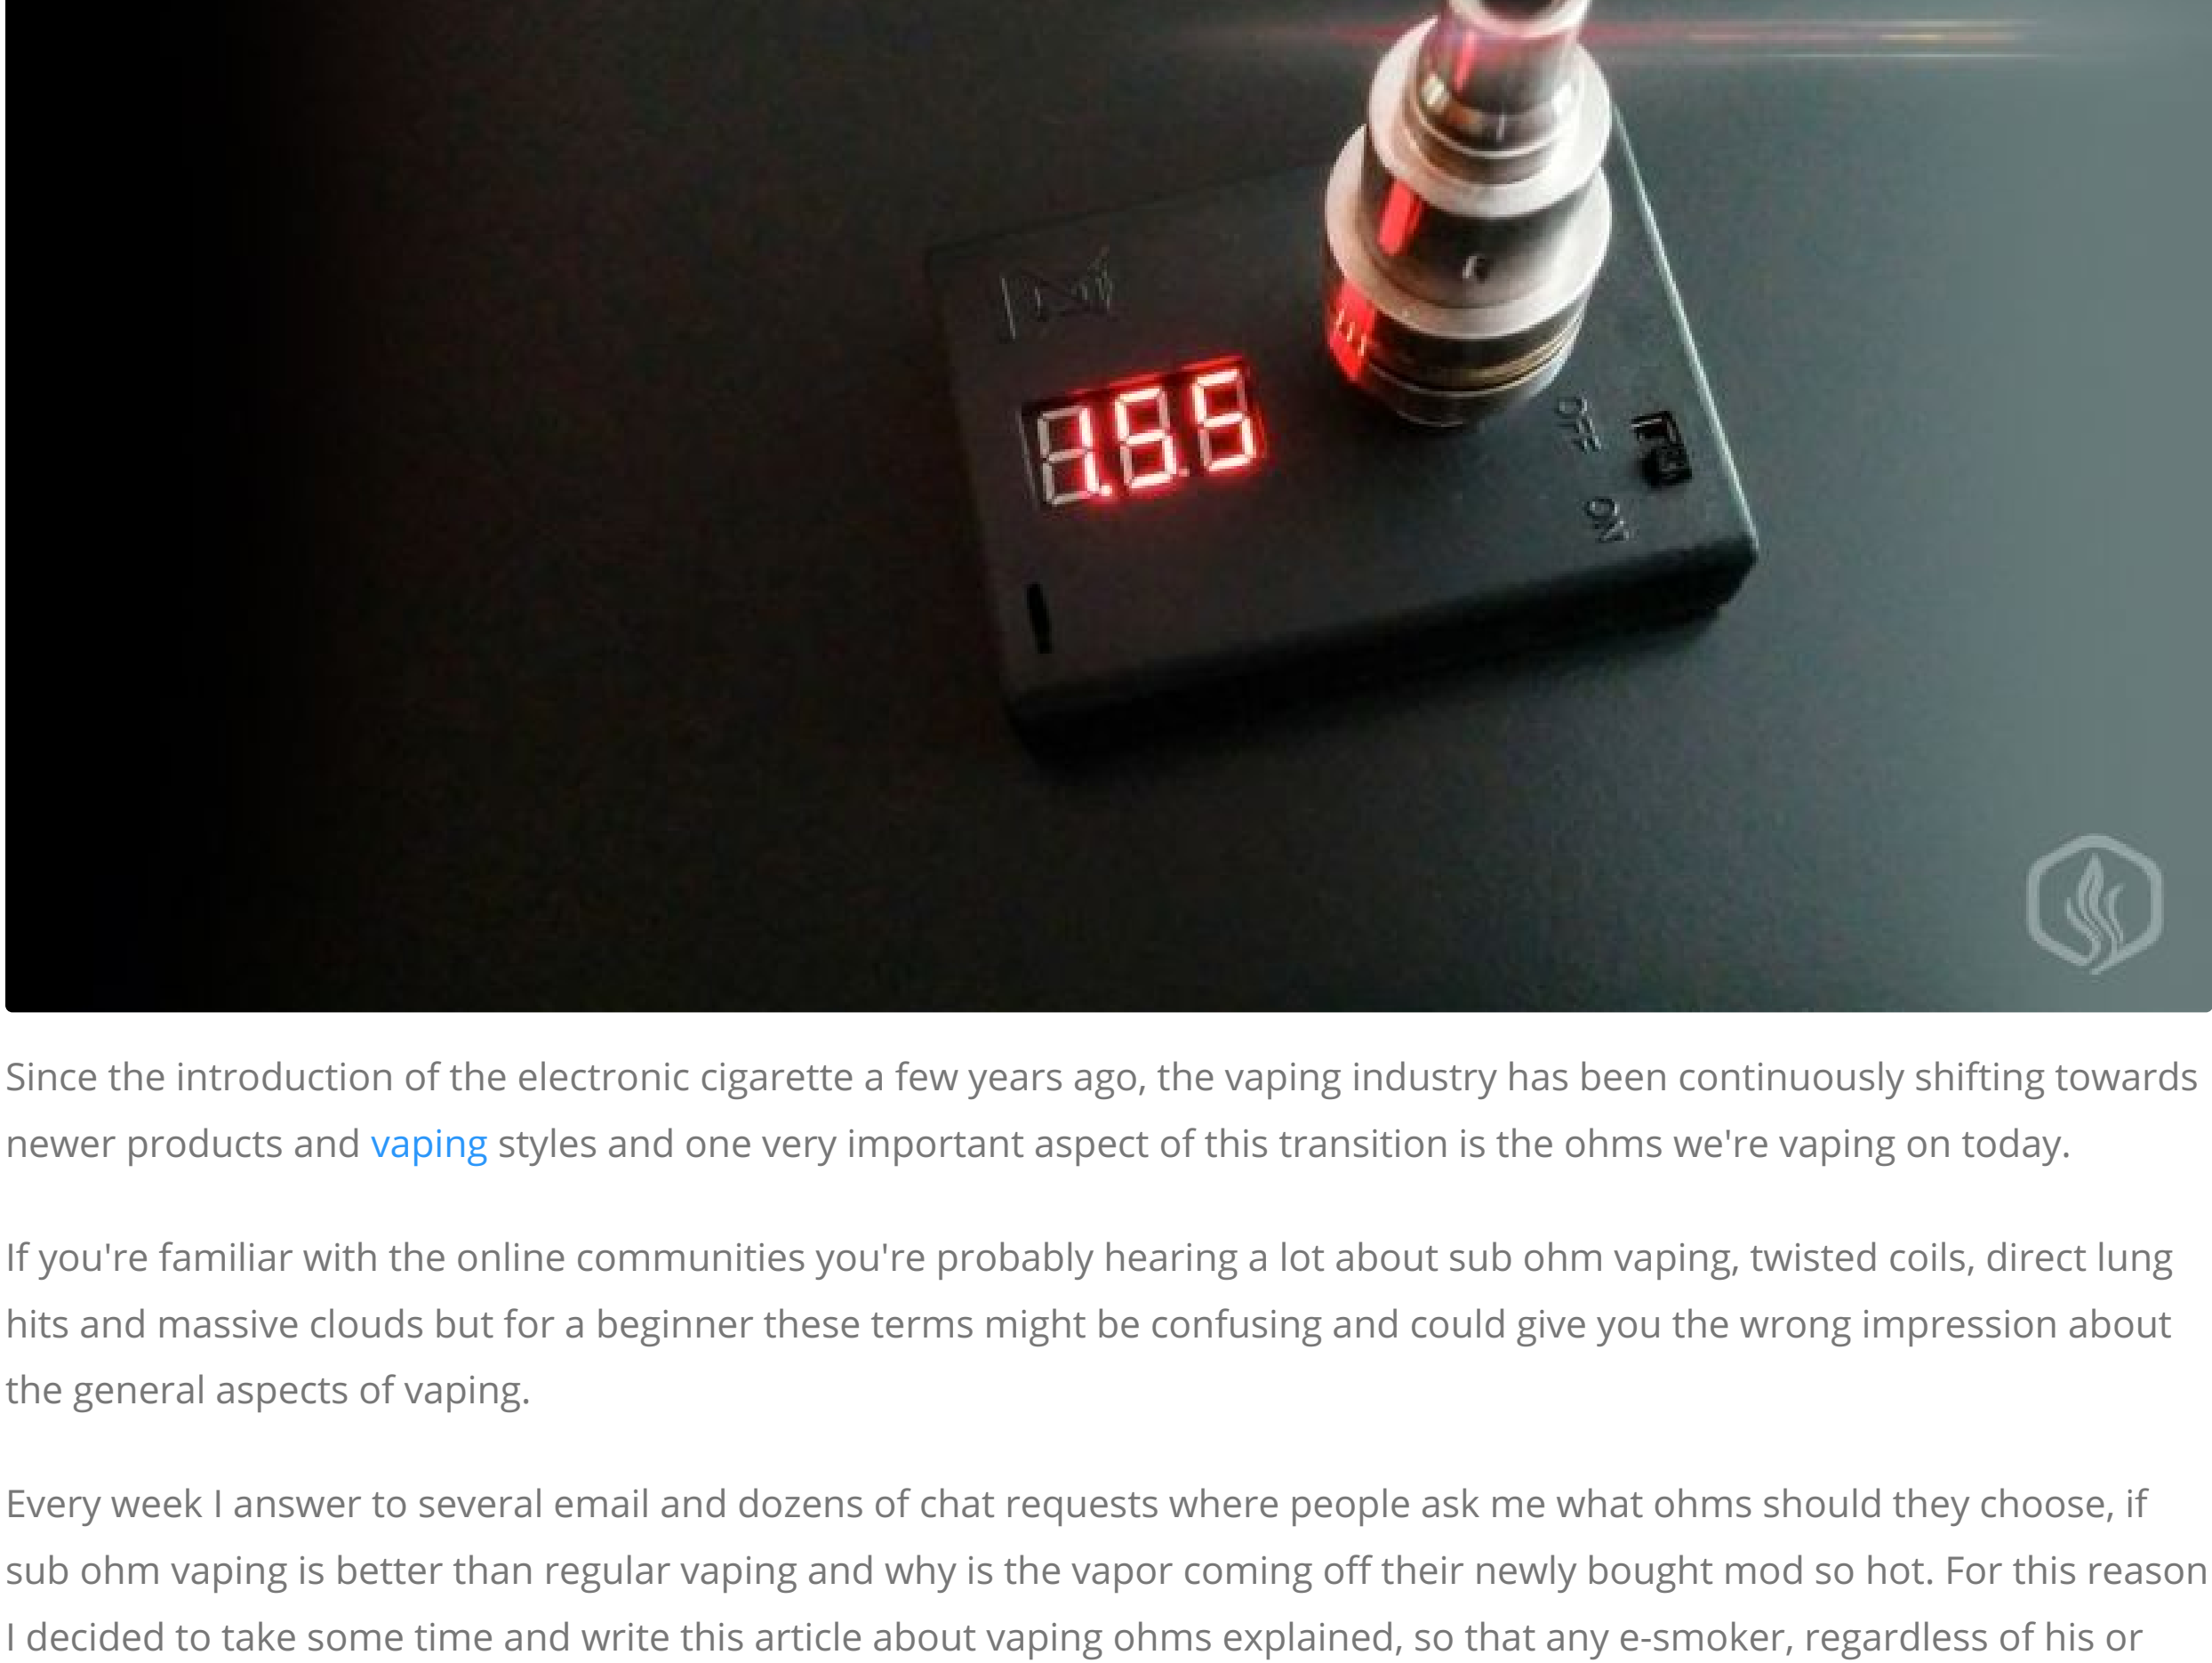 1.55
OFF
ON
Since the introduction of the electronic cigarette a few years ago, the vaping industry has been continuously shifting towards
newer products and vaping styles and one very important aspect of this transition is the ohms we're vaping on today.
If you're familiar with the online communities you're probably hearing a lot about sub ohm vaping, twisted coils, direct lung
hits and massive clouds but for a beginner these terms might be confusing and could give you the wrong impression about
the general aspects of vaping.
Every week I answer to several email and dozens of chat requests where people ask me what ohms should they choose, if
sub ohm vaping is better than regular vaping and why is the vapor coming off their newly bought mod so hot. For this reason
I decided to take some time and write this article about vaping ohms explained, so that any e-smoker, regardless of his or